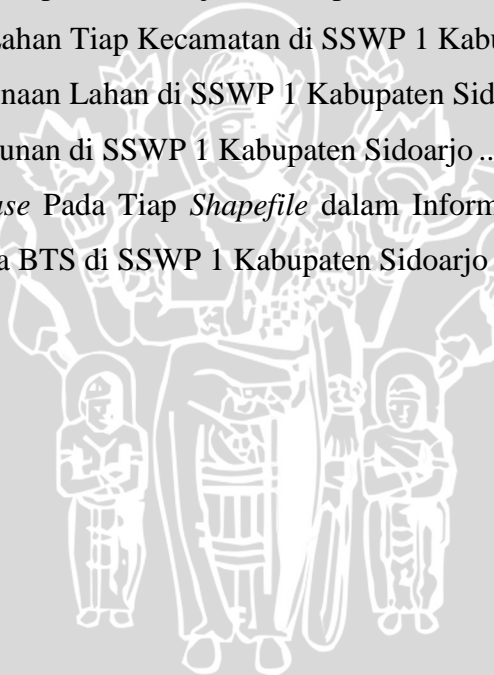 Lahan Tiap Kecamatan di SSWP 1 Kabu
naan Lahan di SSWP 1 Kabupaten Sid
unan di SSWP 1 Kabupaten Sidoarjo ..
se Pada Tiap Shapefile dalam Inform
a BTS di SSWP 1 Kabupaten Sidoarjo